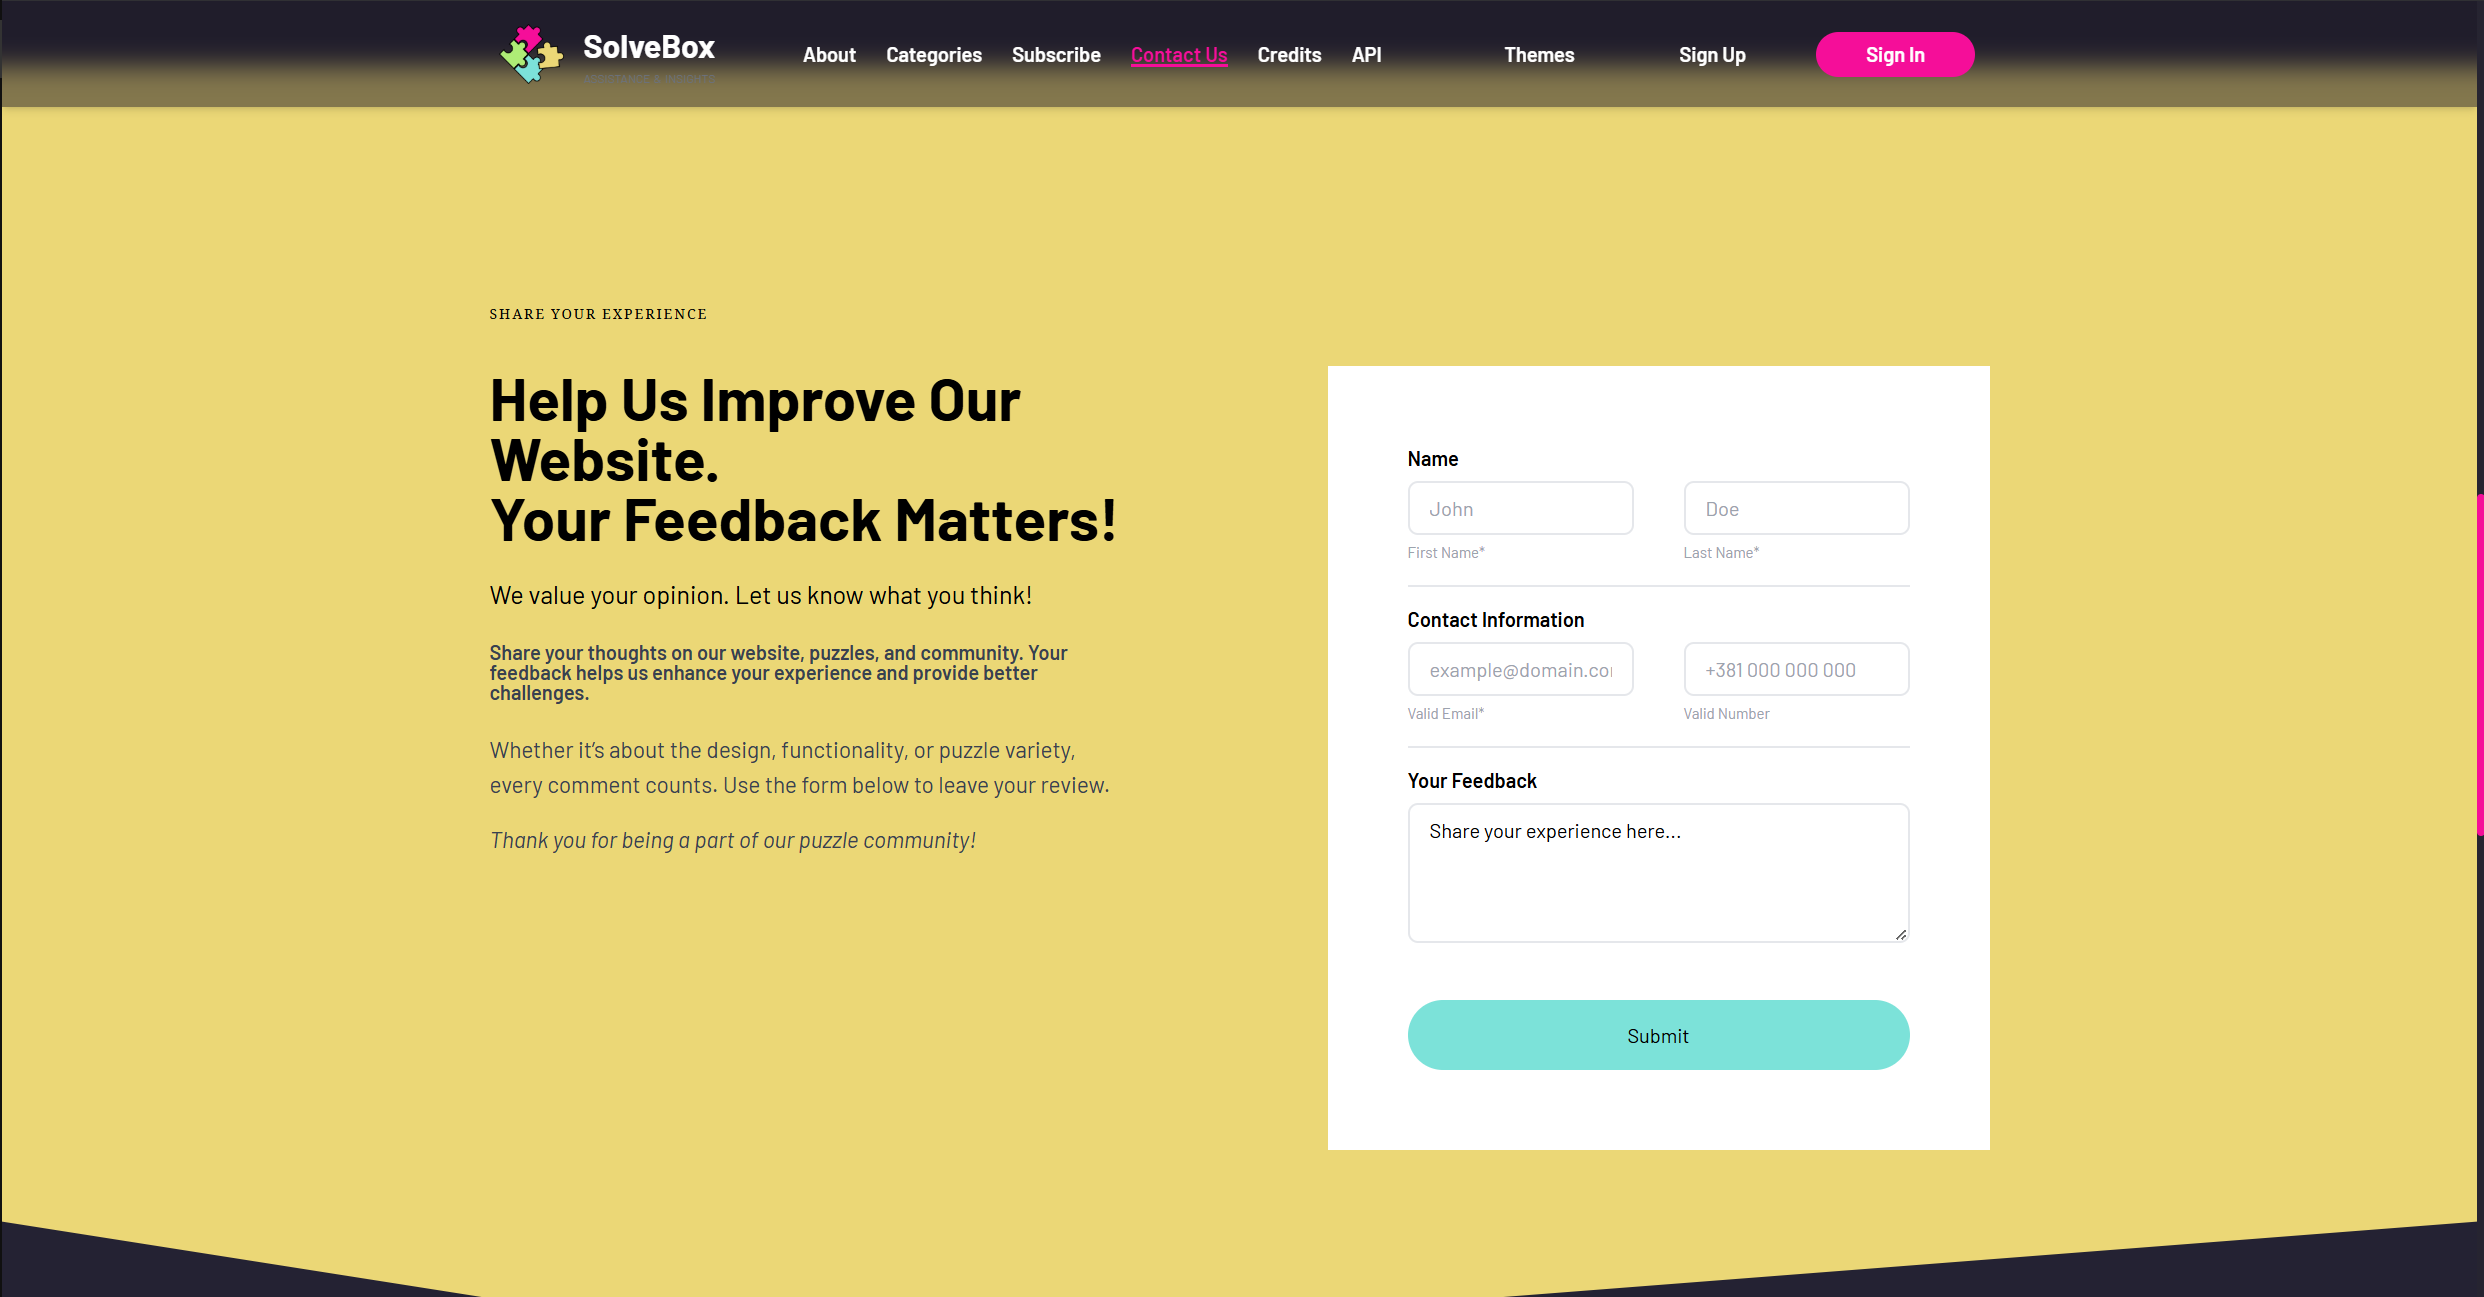 SolveBox
ASSISTANCE & INSIGHTS
About Categories Subscribe Contact Us Credits API Themes Sign Up Sign In
SHARE YOUR EXPERIENCE
Help Us Improve Our
Website.
Your Feedback Matters!
We value your opinion. Let us know what you think!
Share your thoughts on our website, puzzles, and community. Your
feedback helps us enhance your experience and provide better
challenges.
Whether it's about the design, functionality, or puzzle variety,
every comment counts. Use the form below to leave your review.
Thank you for being a part of our puzzle community!
Name
John Doe
First Name* Last Name*
Contact Information
example@domain.co +381 000 000 000
Valid Email* Valid Number
Your Feedback
Share your experience here...
Submit